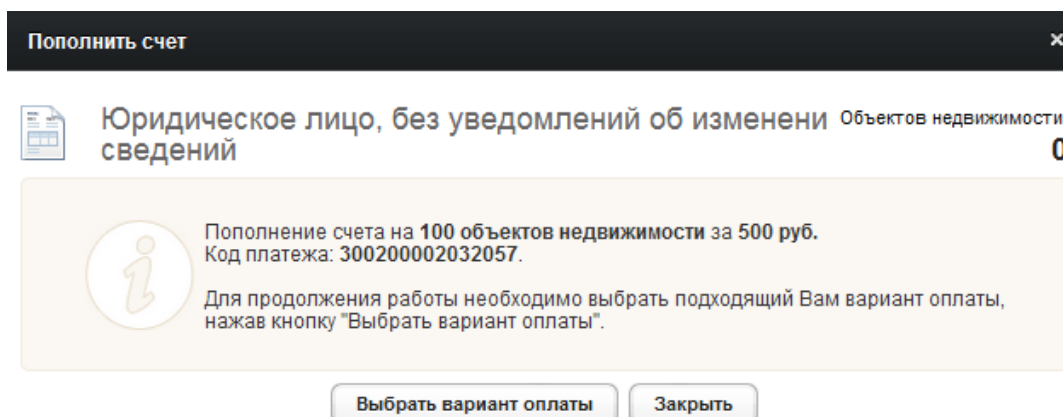 Пополнить счет
Юридическое лицо, без уведомлений об изменени
сведений
Объектов недвижимости
0
Пополнение счета на 100 объектов недвижимости за 500 руб.
Код платежа: 300200002032057.
Для продолжения работы необходимо выбрать подходящий Вам вариант оплаты,
нажав кнопку "Выбрать вариант оплаты".
Выбрать вариант оплаты Закрыть